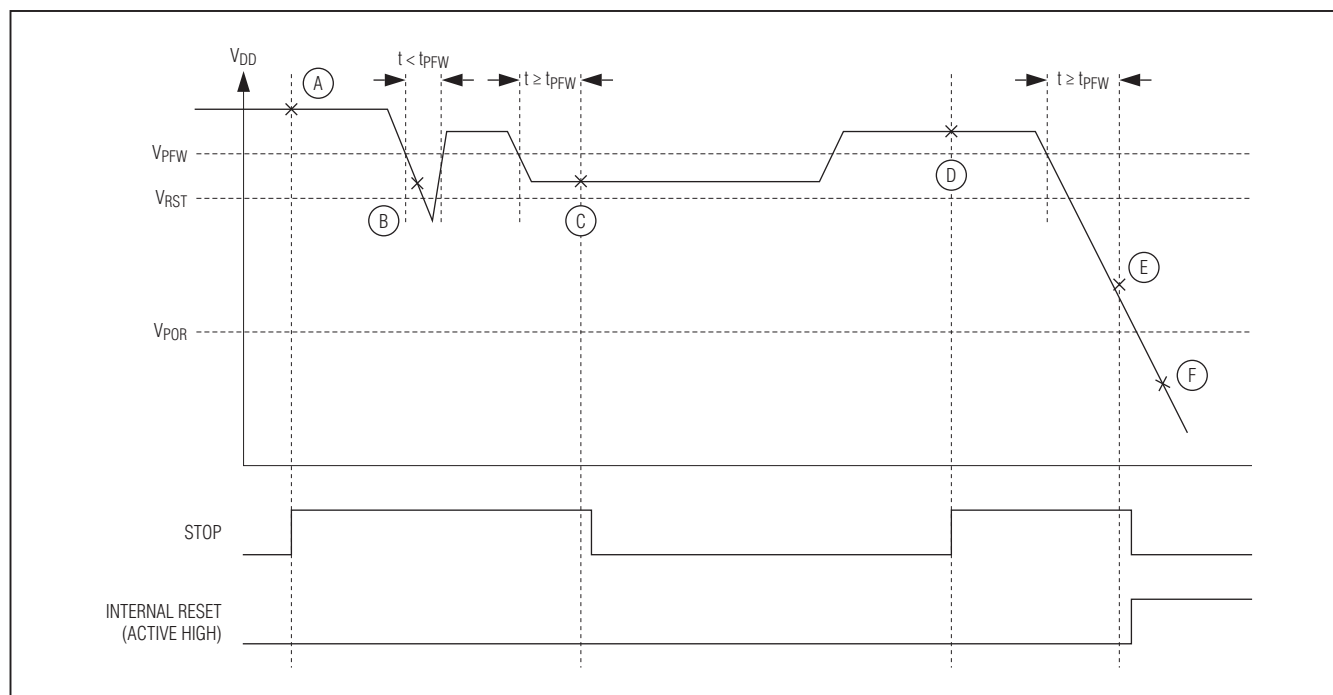 VDD
A
t < tPFW
t ≥ tPFW
t ≥ tPFW
VPFW
VRST
B
C
D
E
VPOR
F
STOP
INTERNAL RESET
(ACTIVE HIGH)